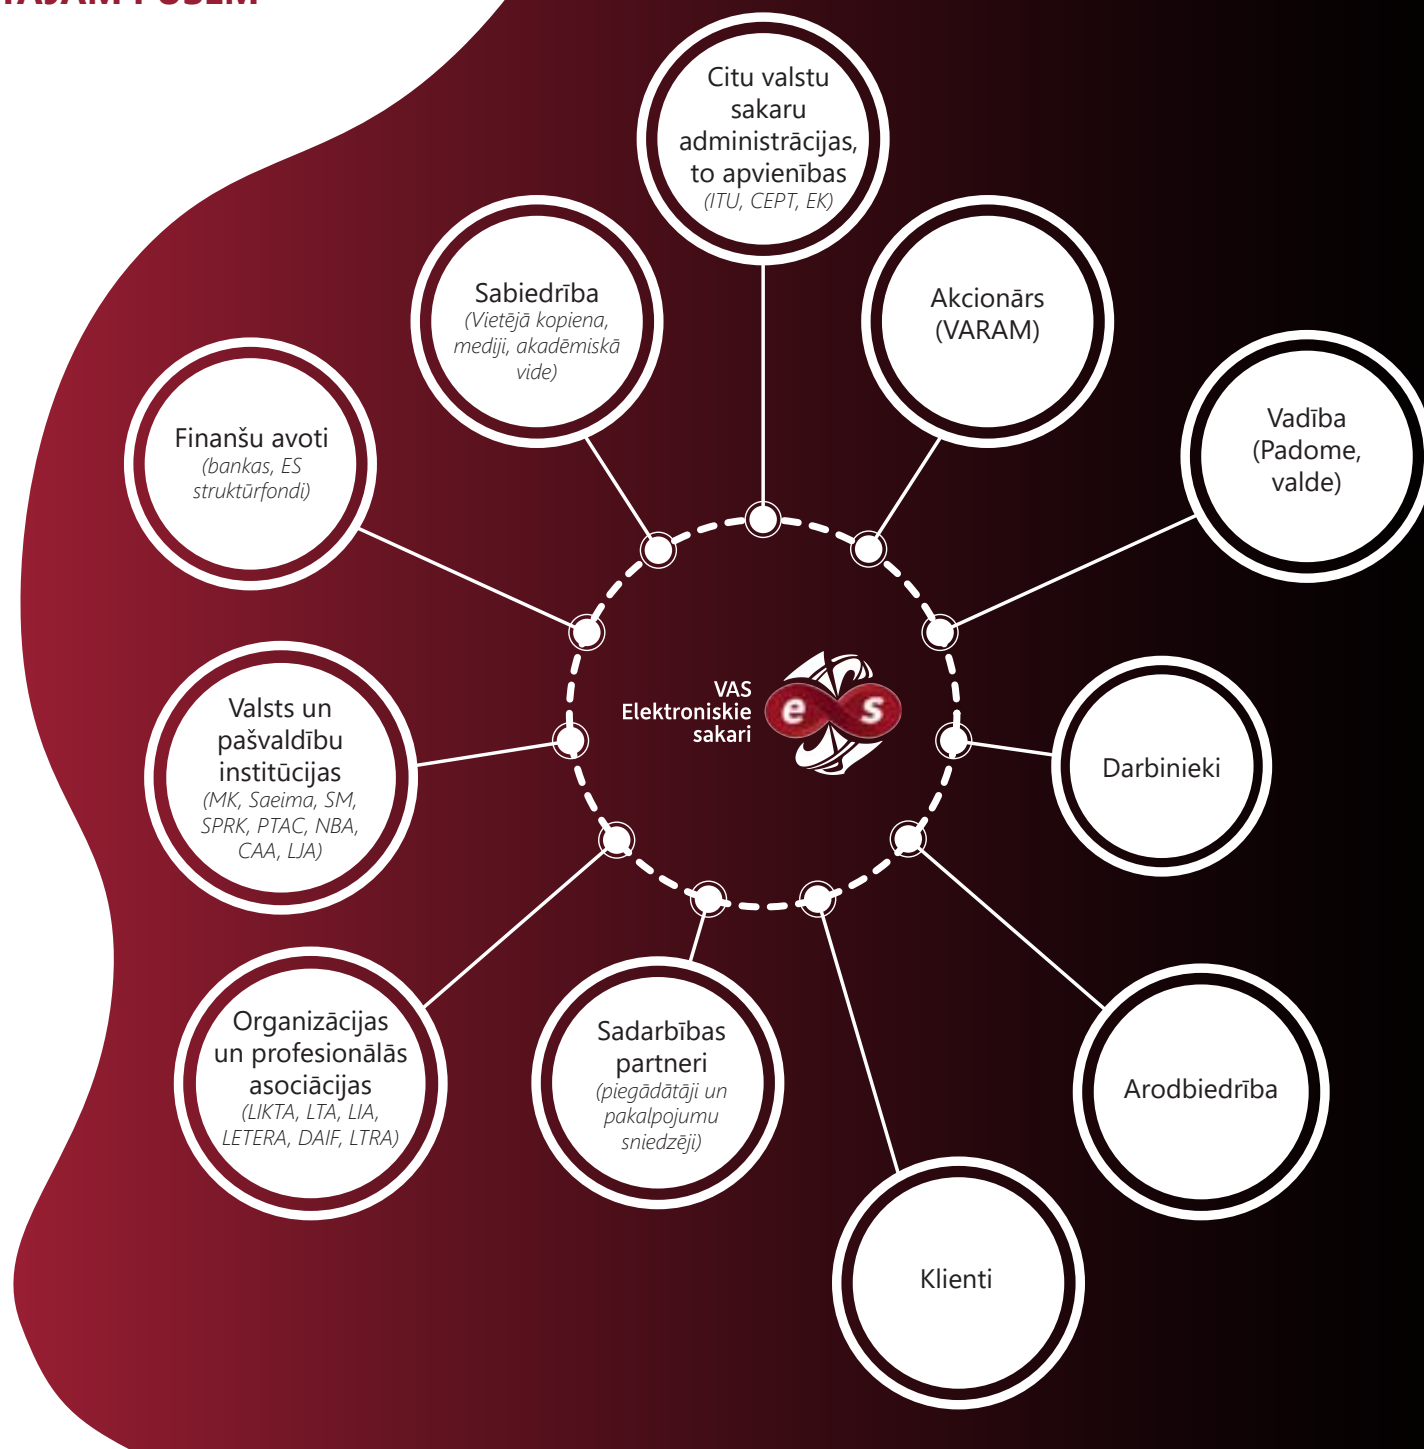 Citu valstu
sakaru
administrācijas,
to apvienības
(ITU, CEPT, EK)
Akcionārs
(VARAM)
Vadība
(Padome,
valde)
Darbinieki
Arodbiedrība
Klienti
Sadarbības
partneri
(piegādātāji un
pakalpojumu
sniedzēji)
Organizācijas
un profesionālās
asociācijas
(LIKTA, LTA, LIA,
LETERA, DAIF, LTRA)
Valsts un
pašvaldību
institūcijas
(MK, Saeima, SM,
SPRK, PTAC, NBA,
CAA, LJA)
Finanšu avoti
(bankas, ES
struktūrfondi)
Sabiedrība
(Vietējā kopiena,
mediji, akadēmiskā
vide)
VAS
Elektroniskie
sakari
e s